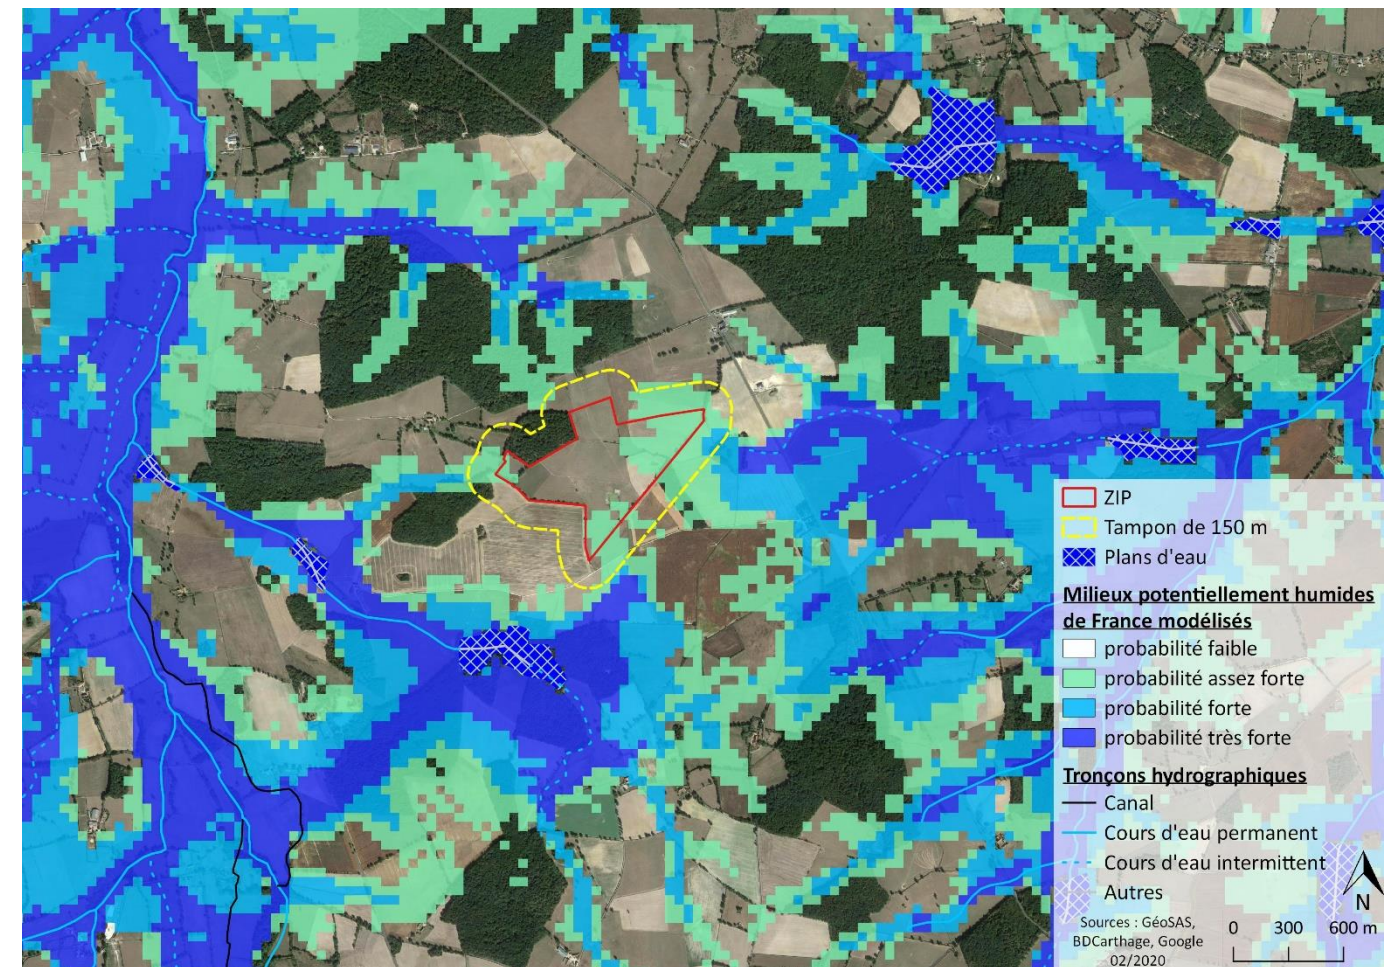 ZIP
Tampon de 150 m
Plans d'eau
Milieux potentiellement humides
de France modélisés
probabilité faible
probabilité assez forte
probabilité forte
probabilité très forte
Tronçons hydrographiques
Canal
Cours d'eau permanent
Cours d'eau intermittent
Autres
Sources : GéoSAS,
BDCarthage, Google
02/2020
N
0 300 600 m